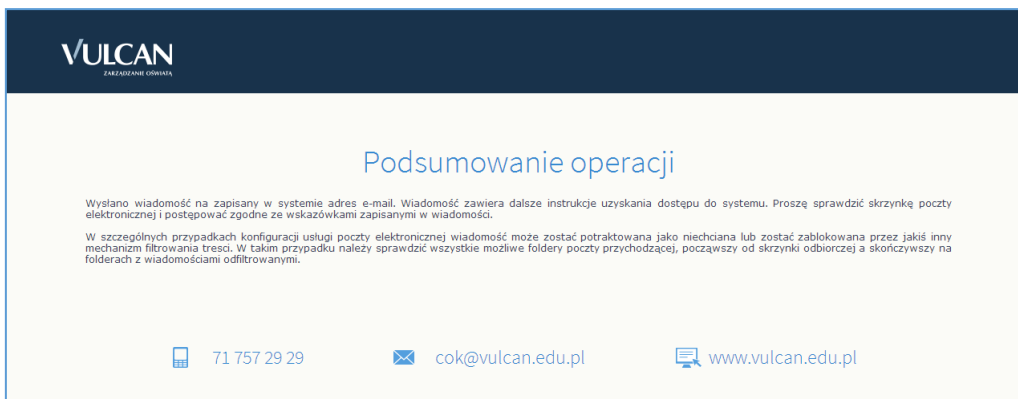 VULCAN
ZARZĄDZANIE OŚWIATĄ
Podsumowanie operacji
Wysłano wiadomość na zapisany w systemie adres e-mail. Wiadomość zawiera dalsze instrukcje uzyskania dostępu do systemu. Proszę sprawdzić skrzynkę poczty
elektronicznej i postępować zgodne ze wskazówkami zapisanymi w wiadomości.
W szczególnych przypadkach konfiguracji usługi poczty elektronicznej wiadomość może zostać potraktowana jako niechciana lub zostać zablokowana przez jakiś inny
mechanizm filtrowania tresci. W takim przypadku należy sprawdzić wszystkie możliwe foldery poczty przychodzącej, począwszy od skrzynki odbiorczej a skończywszy na
folderach z wiadomościami odfiltrowanymi.
71 757 29 29
cok@vulcan.edu.pl
www.vulcan.edu.pl